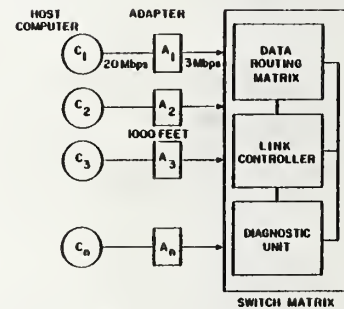 HOST
COMPUTER
ADAPTER
C1
20 Mbps
A1
3 Mbps
DATA
ROUTING
MATRIX
C2
A2
1000 FEET
C3
A3
LINK
CONTROLLER
Cn
An
DIAGNOSTIC
UNIT
SWITCH MATRIX